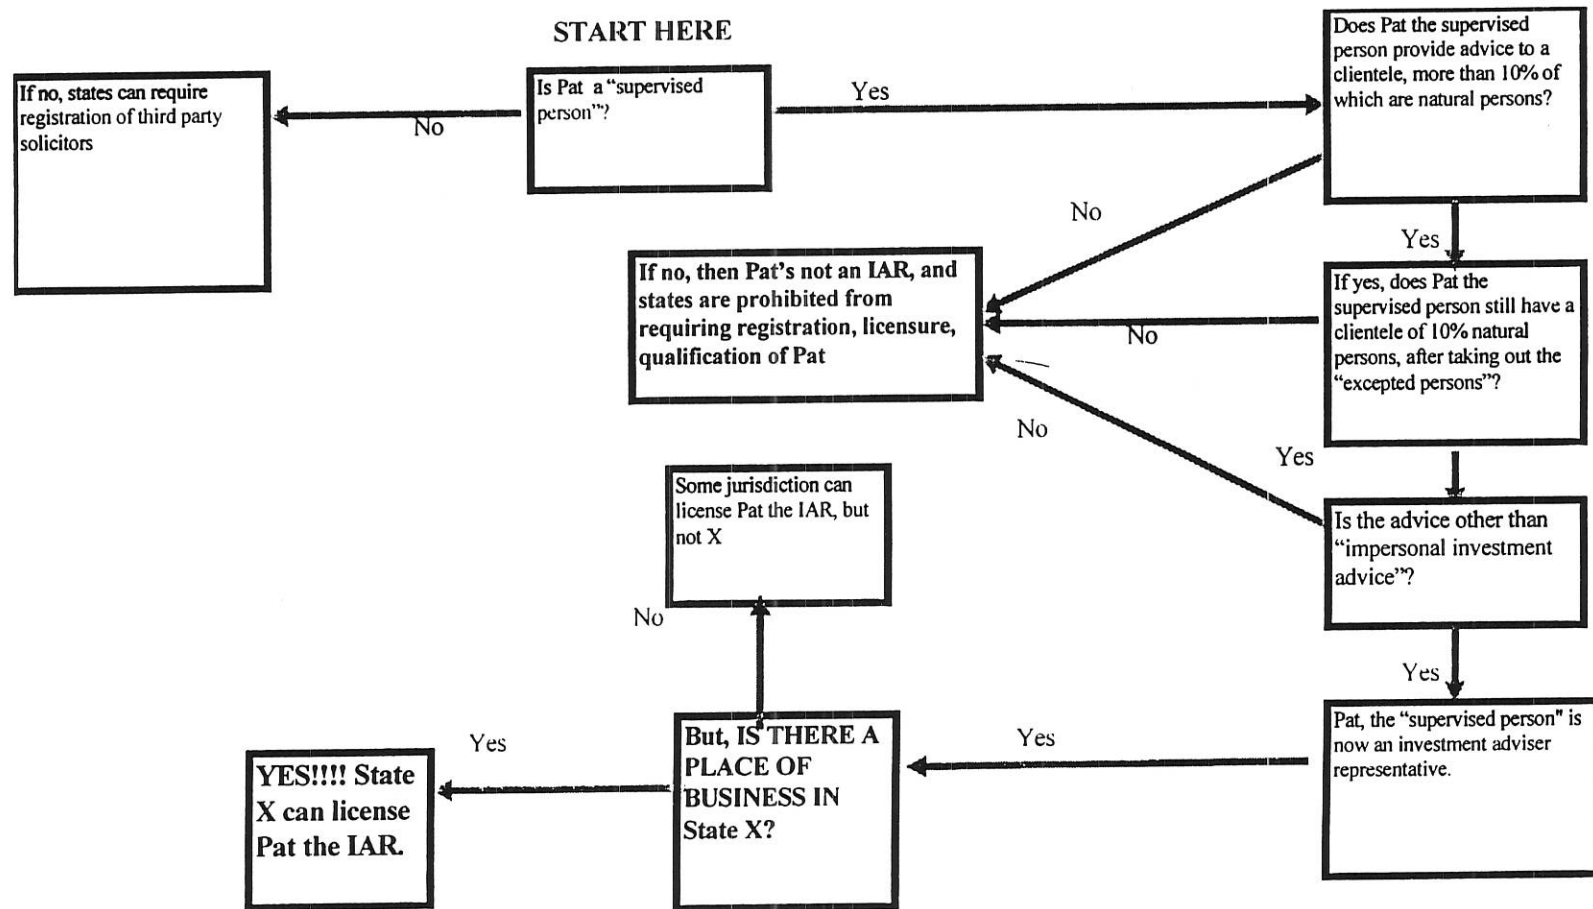 START HERE
If no, states can require
registration of third party
solicitors
No
Is Pat a “supervised
person”?
Yes
Does Pat the supervised
person provide advice to a
clientele, more than 10% of
which are natural persons?
No
Yes
If no, then Pat's not an IAR, and
states are prohibited from
requiring registration, licensure,
qualification of Pat
No
If yes, does Pat the
supervised person still have a
clientele of 10% natural
persons, after taking out the
“excepted persons”?
No
Yes
Some jurisdiction can
license Pat the IAR, but
not X
Is the advice other than
“impersonal investment
advice”?
No
Yes
YES!!!! State
X can license
Pat the IAR.
Yes
But, IS THERE A
PLACE OF
BUSINESS IN
State X?
Yes
Pat, the “supervised person" is
now an investment adviser
representative.